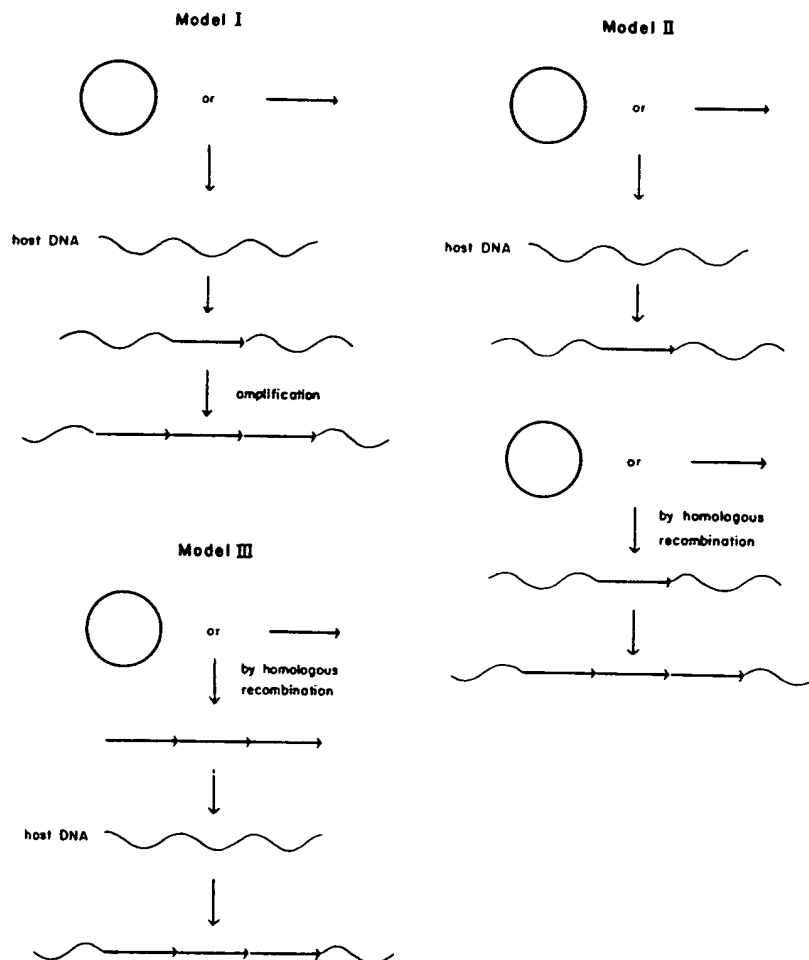 Model I
or
host DNA
amplification
Model II
or
host DNA
or
by homologous
recombination
Model III
or
by homologous
recombination
host DNA